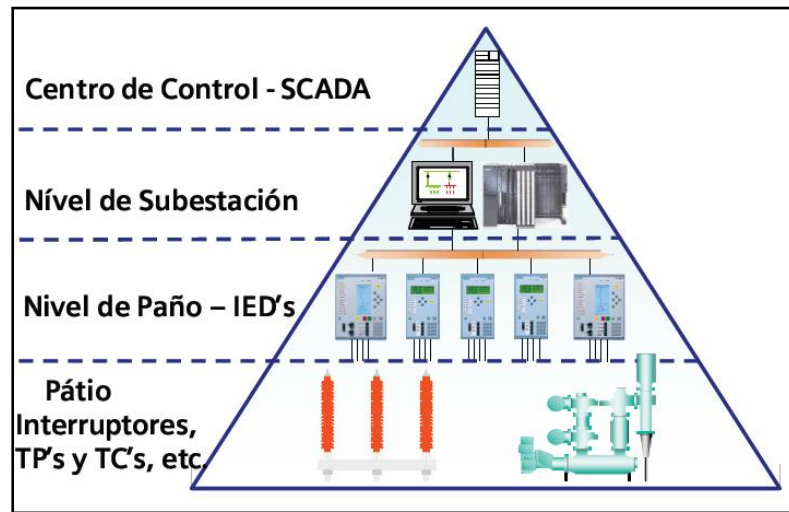 Centro de Control - SCADA
Nível de Subestación
Nivel de Paño – IED's
Pátio
Interruptores,
TP's y TC's, etc.